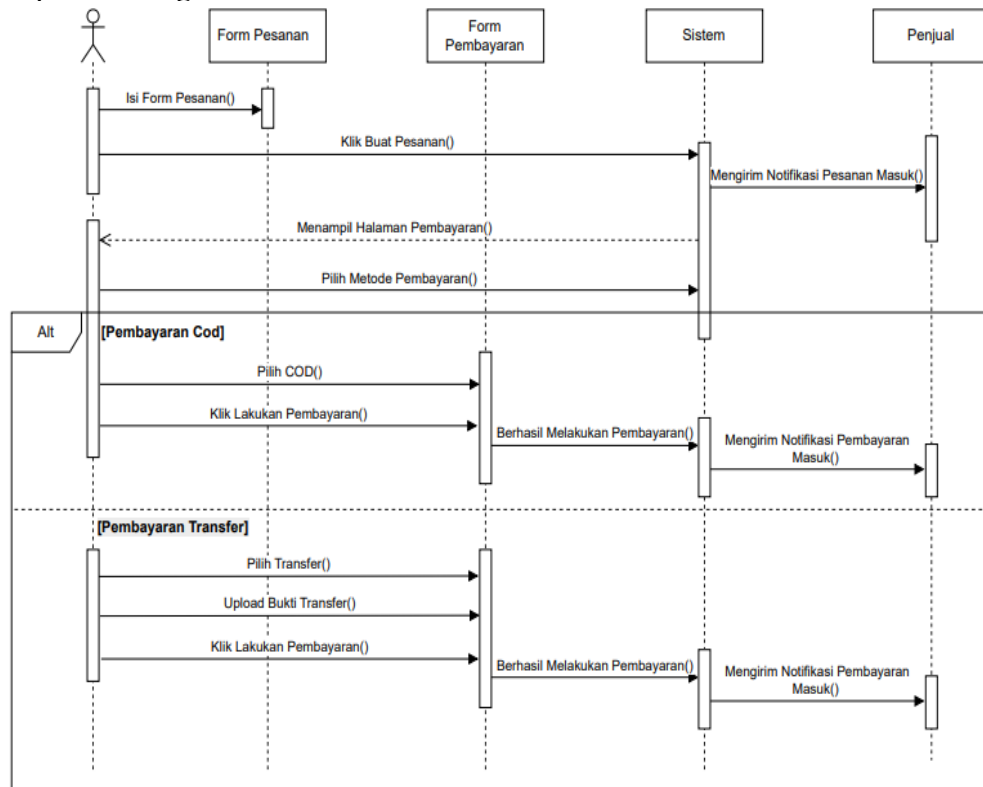 Form Pesanan
Form
Pembayaran
Sistem
Penjual
Isi Form Pesanan()
Klik Buat Pesanan()
Mengirim Notifikasi Pesanan Masuk()
Menampil Halaman Pembayaran()
Pilih Metode Pembayaran()
Alt
[Pembayaran Cod]
Pilih COD()
Klik Lakukan Pembayaran()
Berhasil Melakukan Pembayaran()
Mengirim Notifikasi Pembayaran
Masuk()
[Pembayaran Transfer]
Pilih Transfer()
Upload Bukti Transfer()
Klik Lakukan Pembayaran()
Berhasil Melakukan Pembayaran()
Mengirim Notifikasi Pembayaran
Masuk()